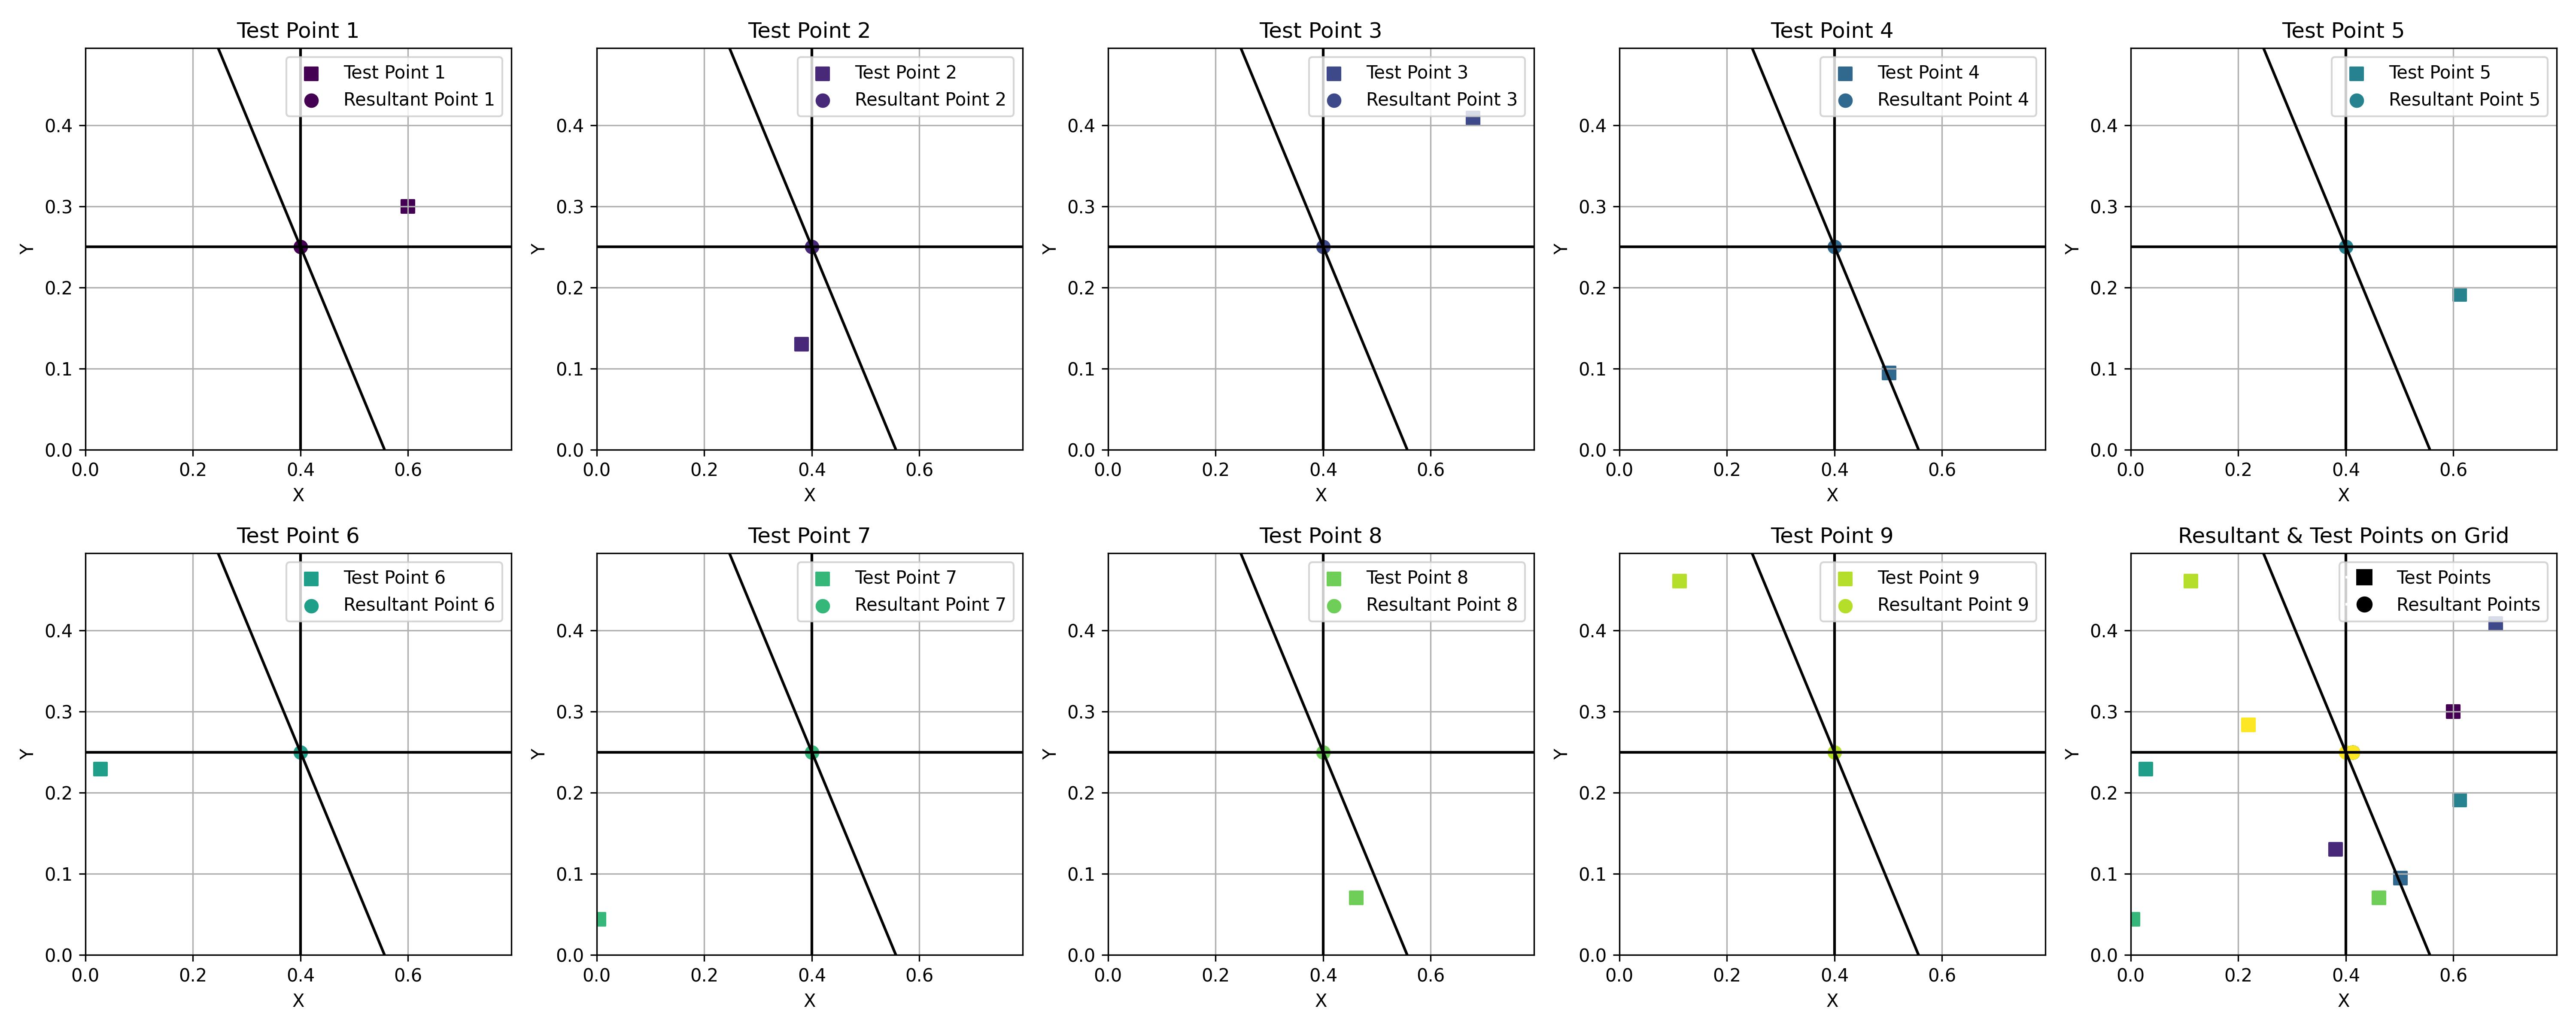 Test Point 1
Test Point 1
Resultant Point 1
0.4
0.3
0.2
0.1
0.0
Y
0.0 0.2 0.4 0.6
X
Test Point 2
Test Point 2
Resultant Point 2
0.4
0.3
0.2
0.1
0.0
Y
0.0 0.2 0.4 0.6
X
Test Point 3
Test Point 3
Resultant Point 3
0.4
0.3
0.2
0.1
0.0
Y
0.0 0.2 0.4 0.6
X
Test Point 4
Test Point 4
Resultant Point 4
0.4
0.3
0.2
0.1
0.0
Y
0.0 0.2 0.4 0.6
X
Test Point 5
Test Point 5
Resultant Point 5
0.4
0.3
0.2
0.1
0.0
Y
0.0 0.2 0.4 0.6
X
Test Point 6
Test Point 6
Resultant Point 6
0.4
0.3
0.2
0.1
0.0
Y
0.0 0.2 0.4 0.6
X
Test Point 7
Test Point 7
Resultant Point 7
0.4
0.3
0.2
0.1
0.0
Y
0.0 0.2 0.4 0.6
X
Test Point 8
Test Point 8
Resultant Point 8
0.4
0.3
0.2
0.1
0.0
Y
0.0 0.2 0.4 0.6
X
Test Point 9
Test Point 9
Resultant Point 9
0.4
0.3
0.2
0.1
0.0
Y
0.0 0.2 0.4 0.6
X
Resultant & Test Points on Grid
Test Points
Resultant Points
0.4
0.3
0.2
0.1
0.0
Y
0.0 0.2 0.4 0.6
X